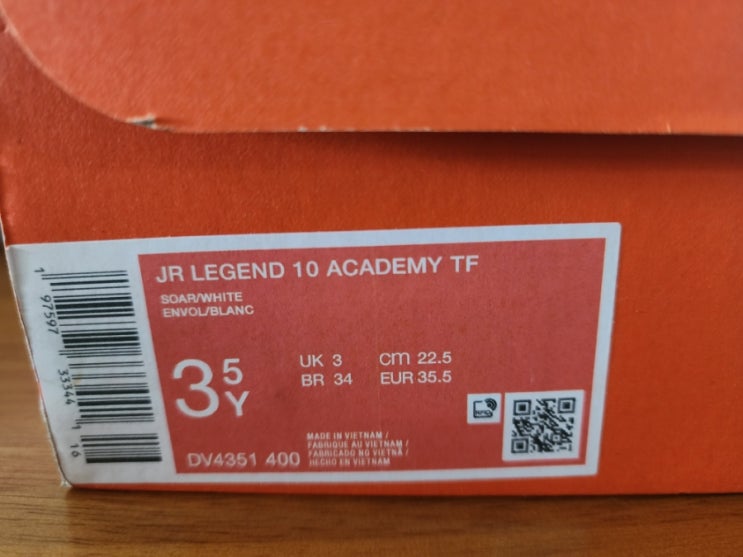 JR LEGEND 10 ACADEMY TF
SOAR/WHITE
ENVOL/BLANC
3 5 Y
UK 3 cm 22.5
BR 34 EUR 35.5
DV4351 400
MADE IN VIETNAM /
FABRIQUE AU VIETNAM /
FABRICADO NO VIETNÃ /
HECHO EN VIETNAM
1 97597 33344 1 16